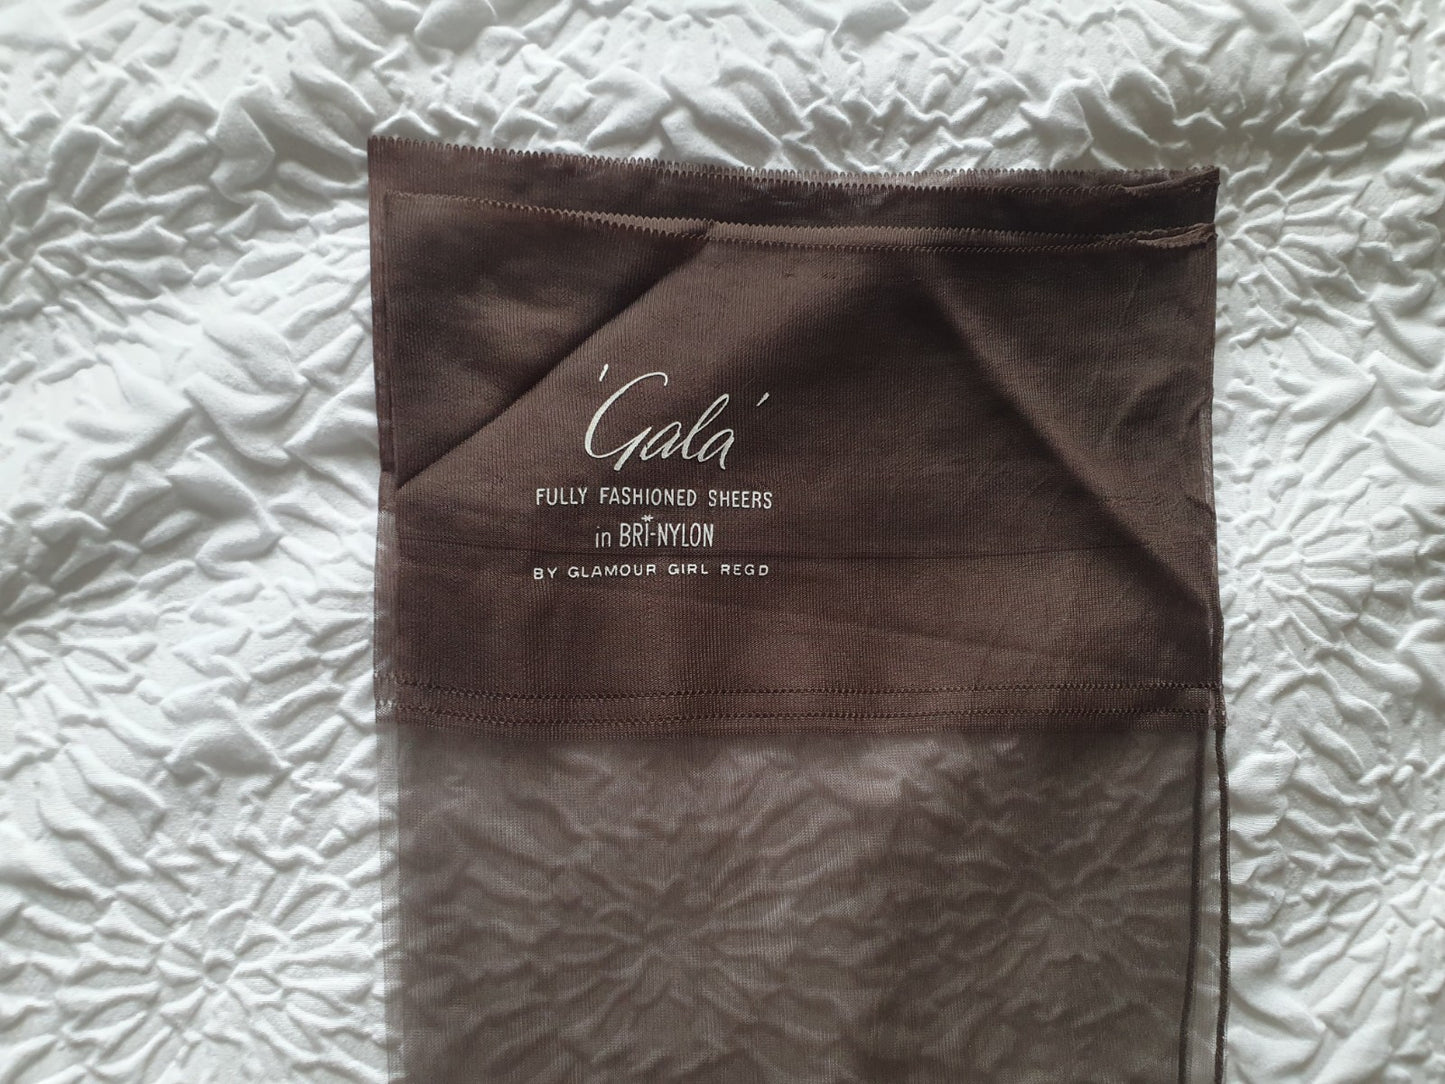 'Gala'
FULLY FASHIONED SHEERS
in BRI-NYLON
BY GLAMOUR GIRL REGD